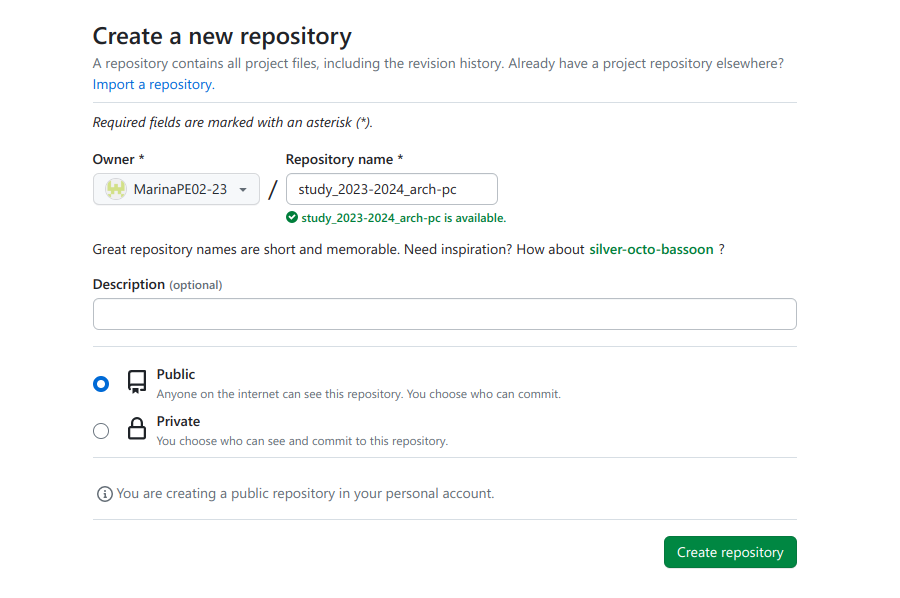 Create a new repository
A repository contains all project files, including the revision history. Already have a project repository elsewhere?
Import a repository.
Required fields are marked with an asterisk (*).
Owner *
Repository name *
MarinaPE02-23 / study_2023-2024_arch-pc
study_2023-2024_arch-pc is available.
Great repository names are short and memorable. Need inspiration? How about silver-octo-bassoon ?
Description (optional)
Public
Anyone on the internet can see this repository. You choose who can commit.
Private
You choose who can see and commit to this repository.
You are creating a public repository in your personal account.
Create repository